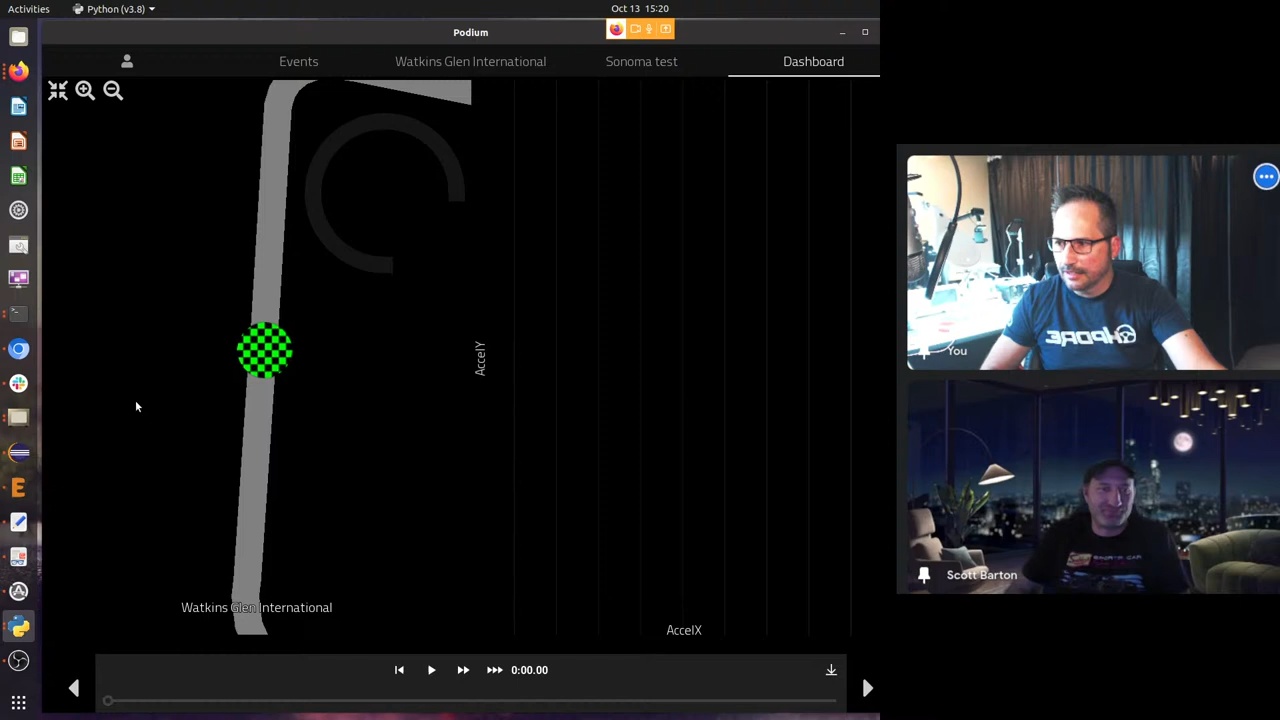 Activities
Python (v3.8)
Oct 13 15:20
Podium
Events
Watkins Glen International
Sonoma test
Dashboard
AccelY
You
Scott Barton
Watkins Glen International
AccelX
0:00.00